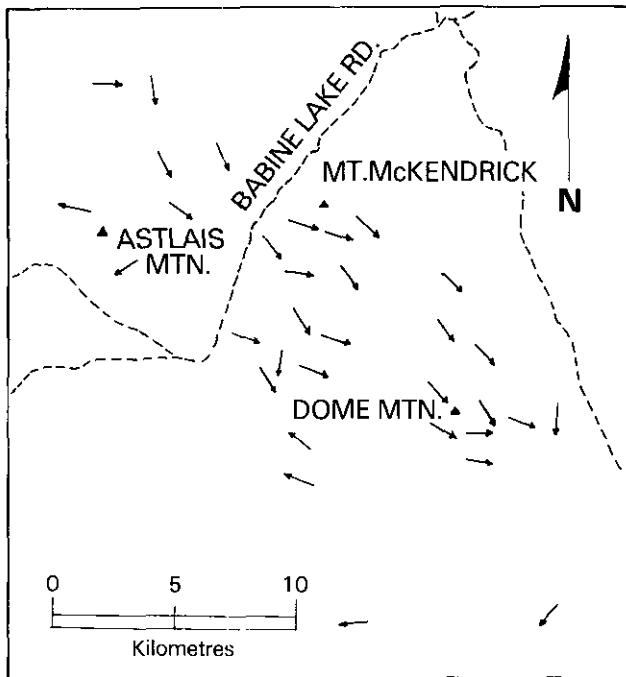 BABINE LAKE RD.
MT.McKENDRICK
N
ASTLAIS
MTN.
DOME MTN.
0 5 10
Kilometres